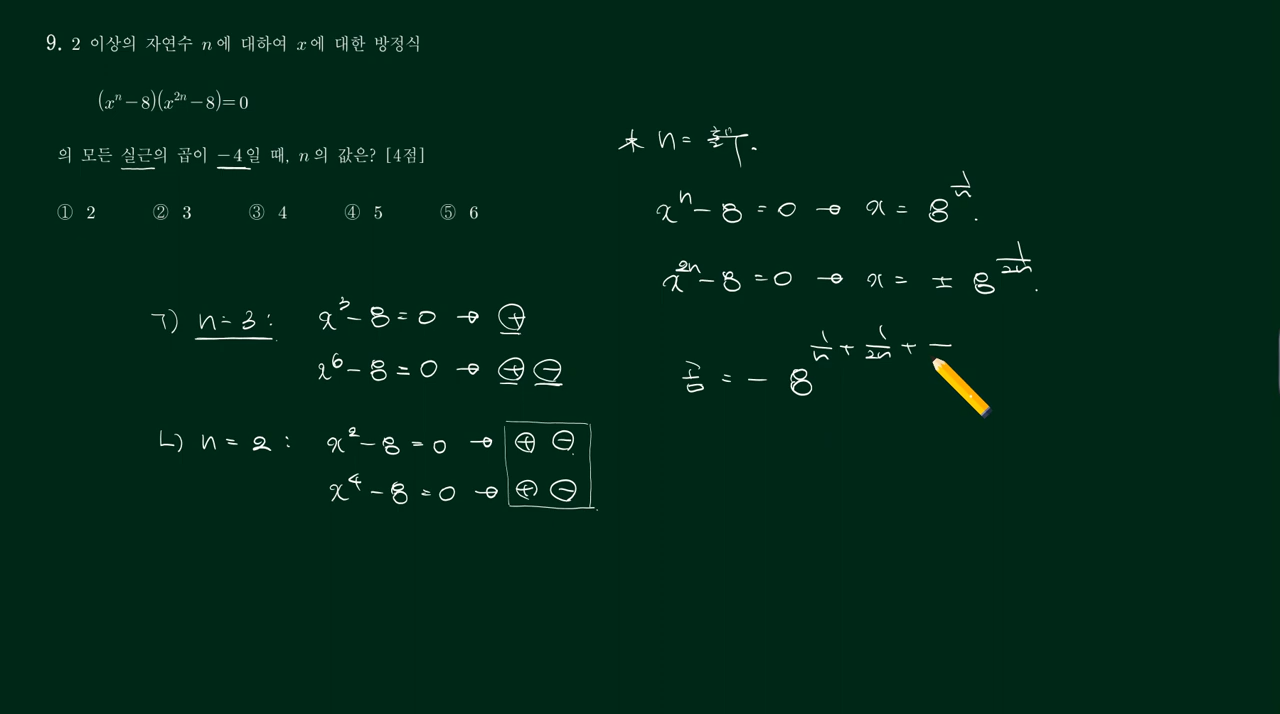 9. 2 이상의 자연수 n에 대하여 x에 대한 방정식
(xⁿ−8)(x²ⁿ−8)=0
의 모든 실근의 곱이 −4일 때, n의 값은? [4점]
① 2 ② 3 ③ 4 ④ 5 ⑤ 6
ㄱ) n=3 : x³−8=0 → ⊕
x⁶−8=0 → ⊕ ⊖
ㄴ) n=2 : x²−8=0 → ⊕ ⊖
x⁴−8=0 → ⊕ ⊖
* n=홀수.
xⁿ−8=0 → x=8^(1/n).
x²ⁿ−8=0 → x=±8^(1/2n).
곱 = −8^(1/n + 1/2n +